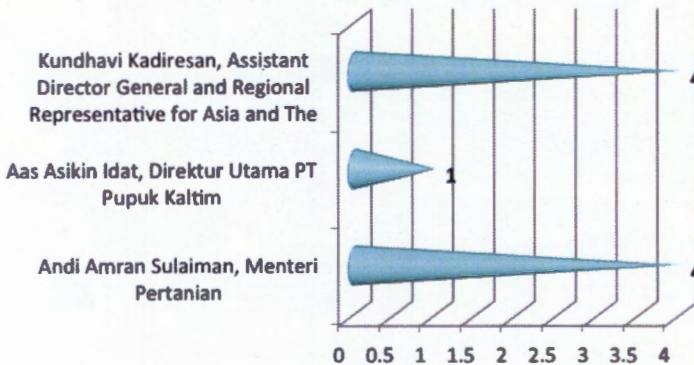 Kundhavi Kadiresan, Assistant
Director General and Regional
Representative for Asia and The
4
Aas Asikin Idat, Direktur Utama PT
Pupuk Kaltim
1
Andi Amran Sulaiman, Menteri
Pertanian
4
0 0.5 1 1.5 2 2.5 3 3.5 4